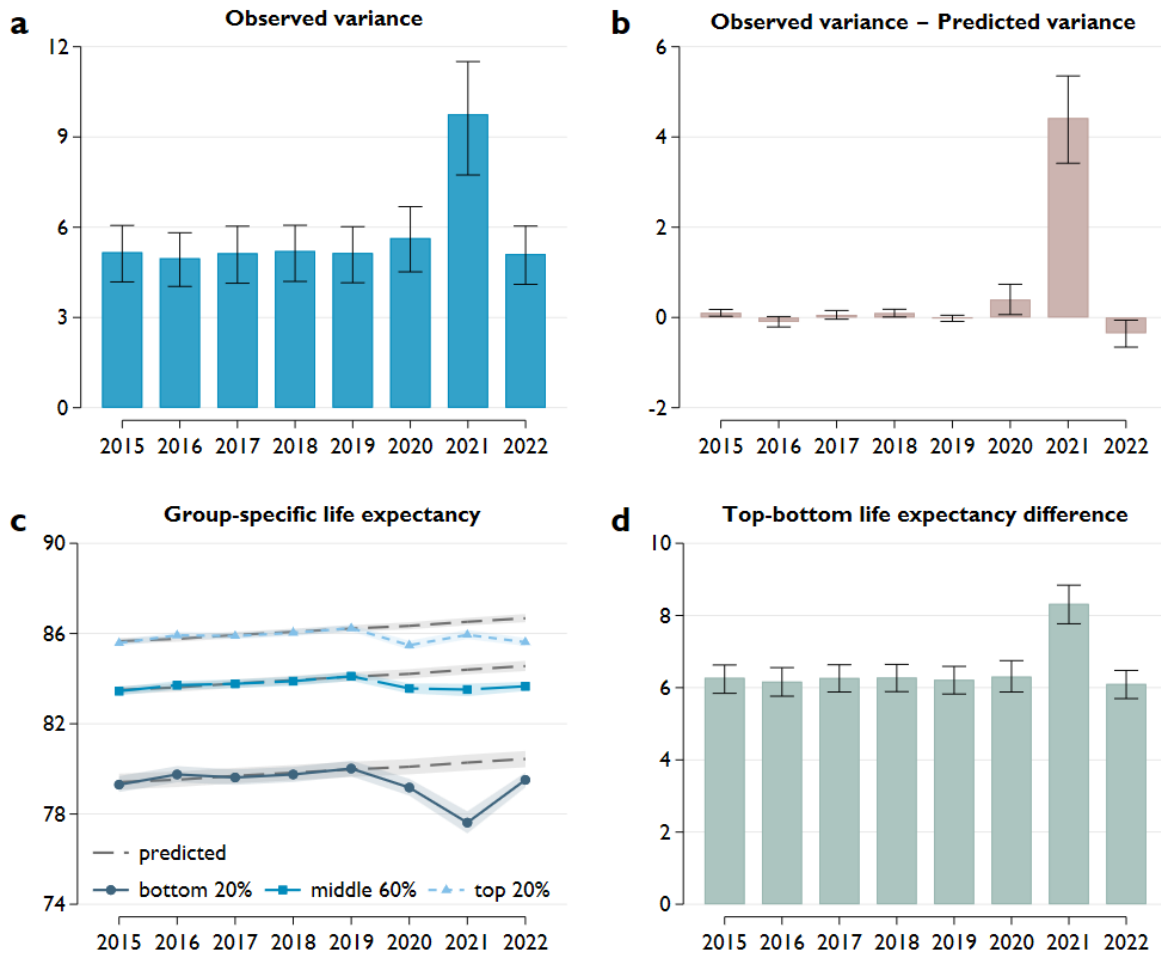 a
Observed variance
12
9
6
3
0
2015 2016 2017 2018 2019 2020 2021 2022
b
Observed variance – Predicted variance
6
4
2
0
-2
2015 2016 2017 2018 2019 2020 2021 2022
c
Group-specific life expectancy
90
86
82
78
74
predicted
bottom 20% middle 60% top 20%
2015 2016 2017 2018 2019 2020 2021 2022
d
Top-bottom life expectancy difference
10
8
6
4
2
0
2015 2016 2017 2018 2019 2020 2021 2022